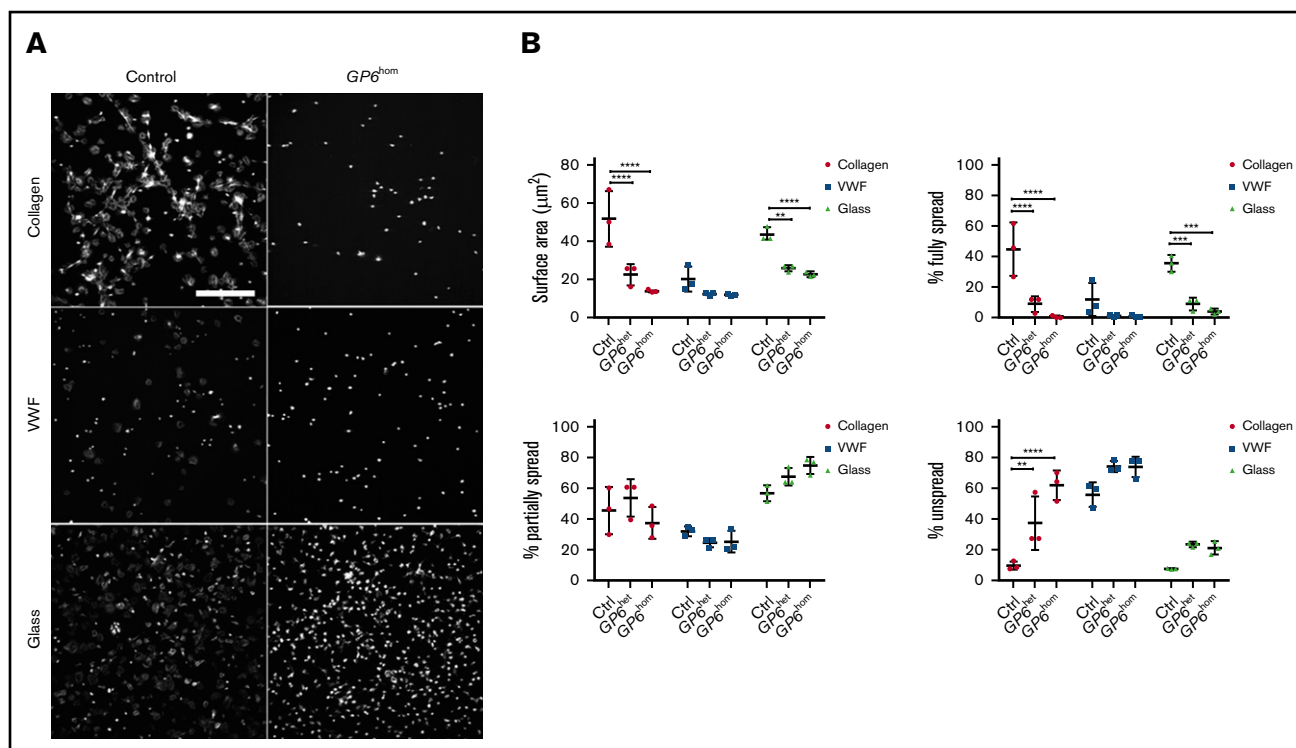 A
Control
GP6hom
Collagen
VWF
Glass
B
80
60
40
20
0
Surface area (μm2)
****
****
****
**
Ctrl
GP6het
GP6hom
Ctrl
GP6het
GP6hom
Ctrl
GP6het
GP6hom
Collagen
VWF
Glass
100
80
60
40
20
0
% fully spread
****
****
***
***
Ctrl
GP6het
GP6hom
Ctrl
GP6het
GP6hom
Ctrl
GP6het
GP6hom
Collagen
VWF
Glass
100
80
60
40
20
0
% partially spread
Ctrl
GP6het
GP6hom
Ctrl
GP6het
GP6hom
Ctrl
GP6het
GP6hom
Collagen
VWF
Glass
100
80
60
40
20
0
% unspread
****
**
Ctrl
GP6het
GP6hom
Ctrl
GP6het
GP6hom
Ctrl
GP6het
GP6hom
Collagen
VWF
Glass